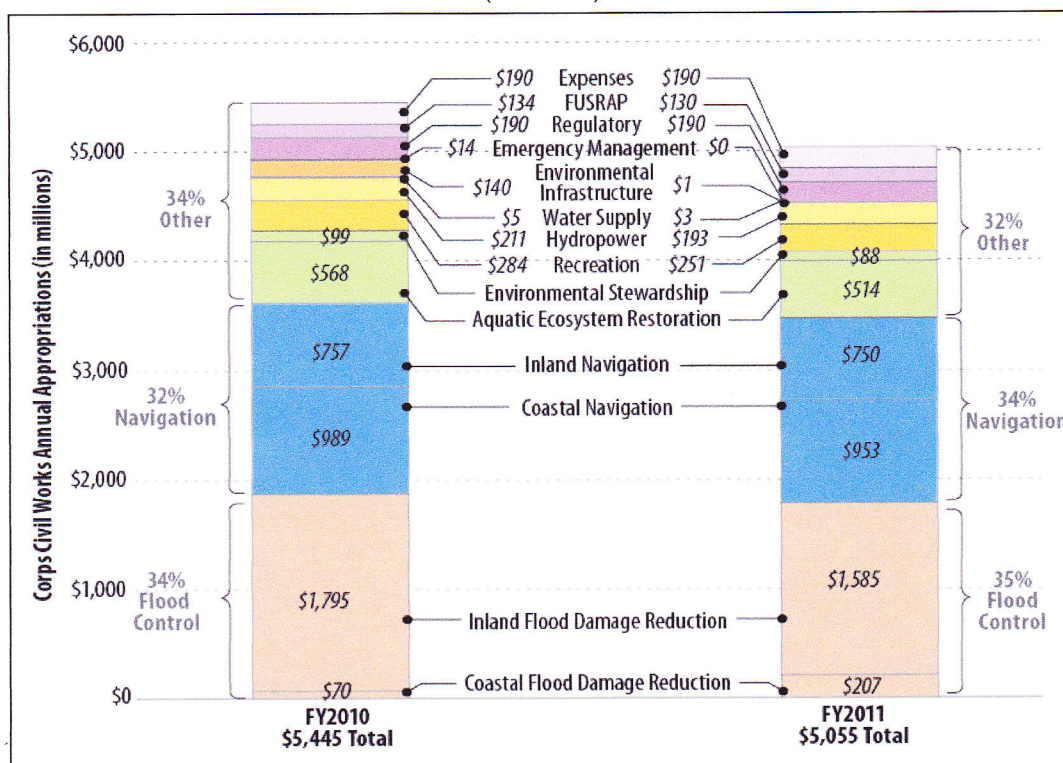 $6,000
$190 Expenses $190
$134 FUSRAP $130
$190 Regulatory $190
$5,000
$14 Emergency Management $0
34%
Other
$140 Environmental Infrastructure $1
$5 Water Supply $3
32%
Other
$99
$211 Hydropower $193
$88
$4,000
$568
$284 Recreation $251
$514
Environmental Stewardship
Aquatic Ecosystem Restoration
$757
Inland Navigation
$750
$3,000
32%
Navigation
Coastal Navigation
34%
Navigation
$989
$953
$2,000
Corps Civil Works Annual Appropriations (in millions)
34%
Flood
Control
$1,000
$1,795
$1,585
35%
Flood
Control
Inland Flood Damage Reduction
$70
Coastal Flood Damage Reduction
$207
$0
FY2010
$5,445 Total
FY2011
$5,055 Total